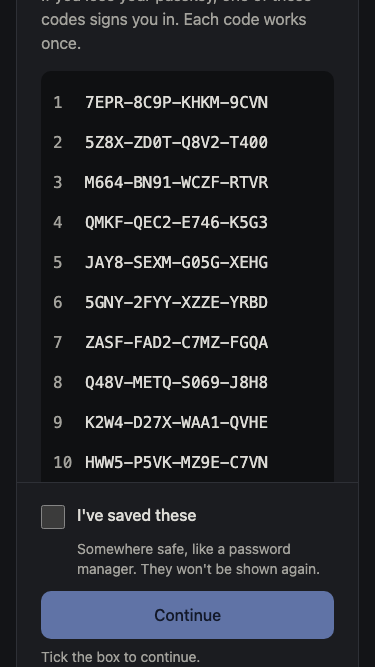 codes signs you in. Each code works
once.
1 7EPR-8C9P-KHKM-9CVN
2 5Z8X-ZD0T-Q8V2-T400
3 M664-BN91-WCZF-RTVR
4 QMKF-QEC2-E746-K5G3
5 JAY8-SEXM-G05G-XEHG
6 5GNY-2FYY-XZZE-YRBD
7 ZASF-FAD2-C7MZ-FGQA
8 Q48V-METQ-S069-J8H8
9 K2W4-D27X-WAA1-QVHE
10 HWW5-P5VK-MZ9E-C7VN
I've saved these
Somewhere safe, like a password
manager. They won't be shown again.
Continue
Tick the box to continue.